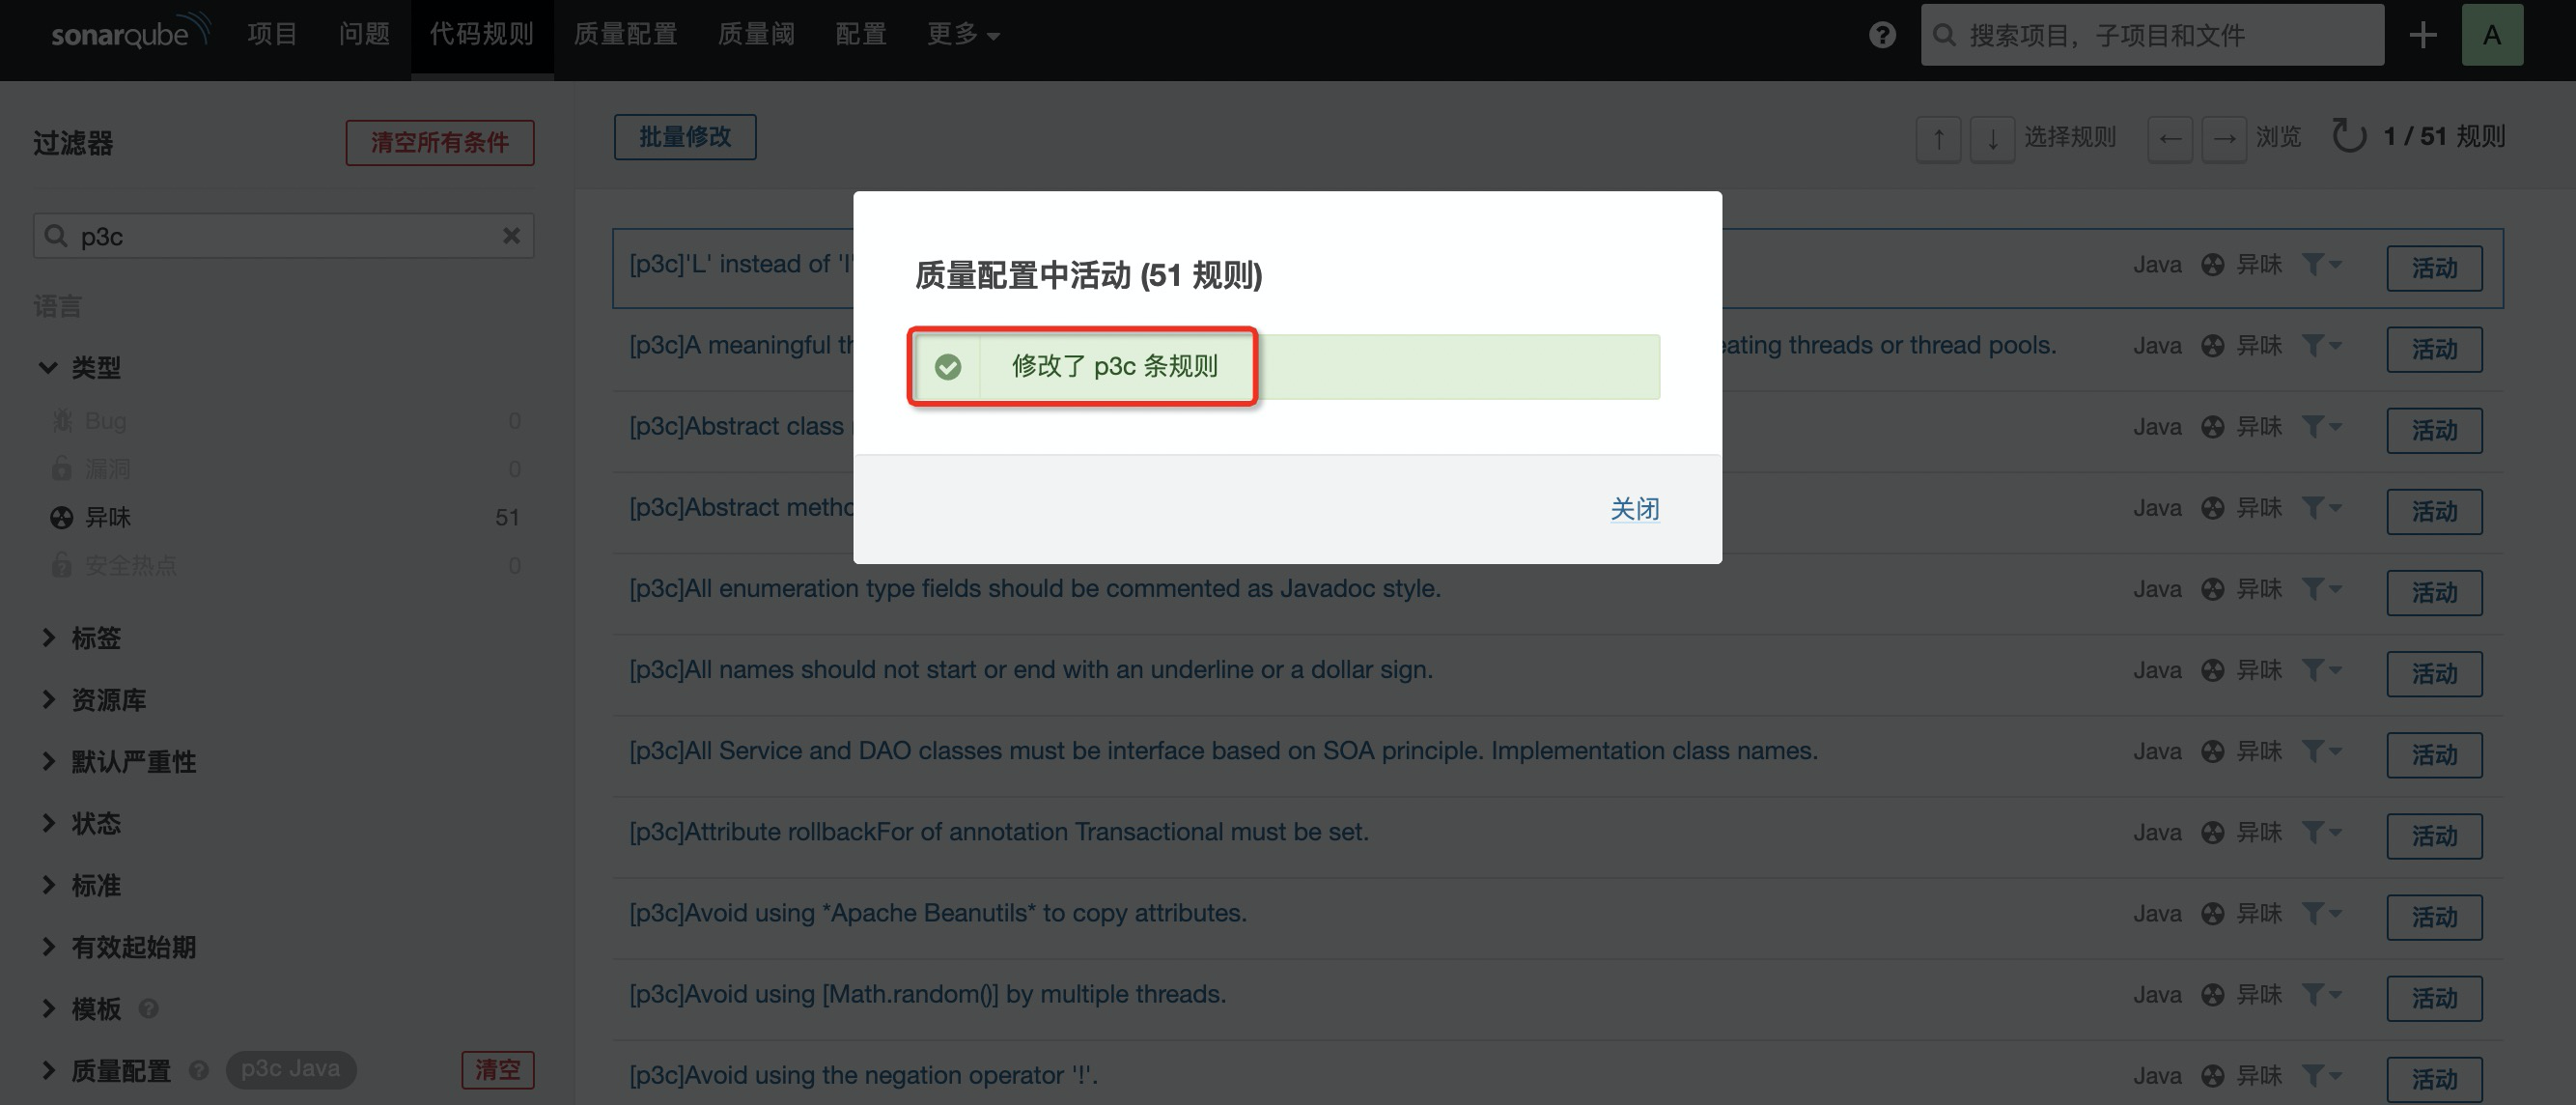 sonarqube 项目 问题 代码规则 质量配置 质量阈 配置 更多 搜索项目，子项目和文件 A
过滤器 清空所有条件
批量修改 选择规则 浏览 1 / 51 规则
p3c
语言
类型
Bug 0
漏洞 0
异味 51
安全热点 0
标签
资源库
默认严重性
状态
标准
有效起始期
模板
质量配置 p3c Java 清空
[p3c]'L' instead of 'l' Java 异味 活动
[p3c]A meaningful th eating threads or thread pools. Java 异味 活动
[p3c]Abstract class Java 异味 活动
[p3c]Abstract metho Java 异味 活动
[p3c]All enumeration type fields should be commented as Javadoc style. Java 异味 活动
[p3c]All names should not start or end with an underline or a dollar sign. Java 异味 活动
[p3c]All Service and DAO classes must be interface based on SOA principle. Implementation class names. Java 异味 活动
[p3c]Attribute rollbackFor of annotation Transactional must be set. Java 异味 活动
[p3c]Avoid using *Apache Beanutils* to copy attributes. Java 异味 活动
[p3c]Avoid using [Math.random()] by multiple threads. Java 异味 活动
[p3c]Avoid using the negation operator '!'. Java 异味 活动
质量配置中活动 (51 规则)
修改了 p3c 条规则
关闭